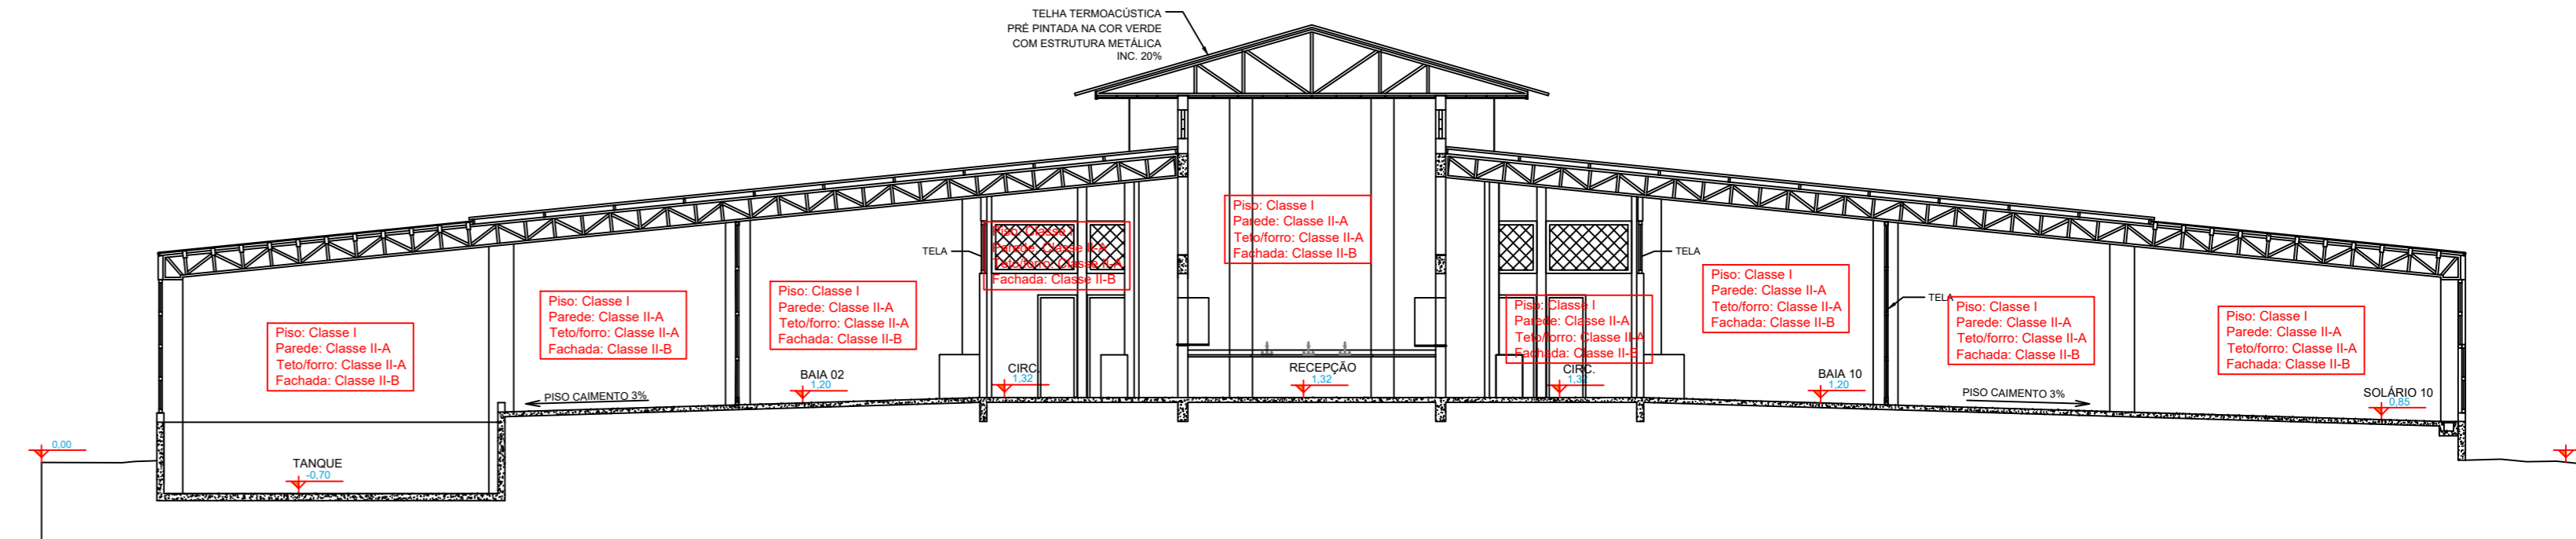 TELHA TERMOACÚSTICA
PRÉ PINTADA NA COR VERDE
COM ESTRUTURA METÁLICA
INC. 20%
Piso: Classe I
Parede: Classe II-A
Teto/forro: Classe II-A
Fachada: Classe II-B
Piso: Classe I
Parede: Classe II-A
Teto/forro: Classe II-A
Fachada: Classe II-B
Piso: Classe I
Parede: Classe II-A
Teto/forro: Classe II-A
Fachada: Classe II-B
TELA
Piso: Classe I
Parede: Classe II-A
Teto/forro: Classe II-A
Fachada: Classe II-B
Piso: Classe I
Parede: Classe II-A
Teto/forro: Classe II-A
Fachada: Classe II-B
Piso: Classe I
Parede: Classe II-A
Teto/forro: Classe II-A
Fachada: Classe II-B
TELA
Piso: Classe I
Parede: Classe II-A
Teto/forro: Classe II-A
Fachada: Classe II-B
TELA
Piso: Classe I
Parede: Classe II-A
Teto/forro: Classe II-A
Fachada: Classe II-B
Piso: Classe I
Parede: Classe II-A
Teto/forro: Classe II-A
Fachada: Classe II-B
PISO CAIMENTO 3%
BAIA 02
1,20
CIRC.
1,32
RECEPÇÃO
1,32
CIRC.
1,32
BAIA 10
1,20
PISO CAIMENTO 3%
SOLÁRIO 10
0,85
0,00
TANQUE
-0,70